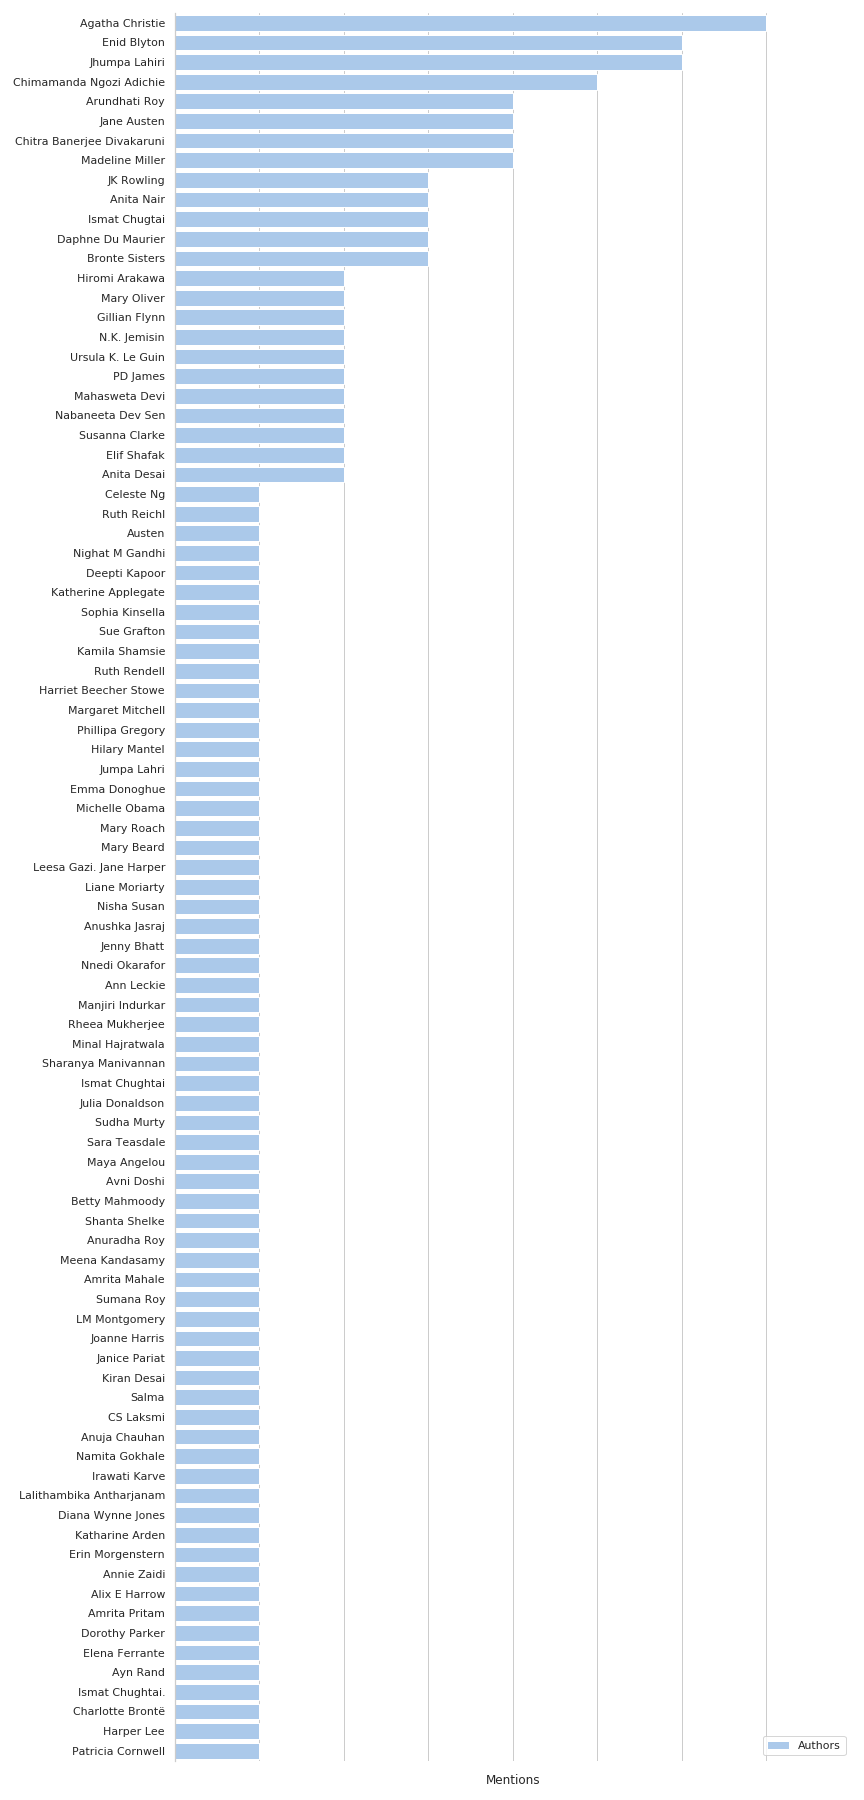 Agatha Christie
Enid Blyton
Jhumpa Lahiri
Chimamanda Ngozi Adichie
Arundhati Roy
Jane Austen
Chitra Banerjee Divakaruni
Madeline Miller
JK Rowling
Anita Nair
Ismat Chugtai
Daphne Du Maurier
Bronte Sisters
Hiromi Arakawa
Mary Oliver
Gillian Flynn
N.K. Jemisin
Ursula K. Le Guin
PD James
Mahasweta Devi
Nabaneeta Dev Sen
Susanna Clarke
Elif Shafak
Anita Desai
Celeste Ng
Ruth Reichl
Austen
Nighat M Gandhi
Deepti Kapoor
Katherine Applegate
Sophia Kinsella
Sue Grafton
Kamila Shamsie
Ruth Rendell
Harriet Beecher Stowe
Margaret Mitchell
Phillipa Gregory
Hilary Mantel
Jumpa Lahri
Emma Donoghue
Michelle Obama
Mary Roach
Mary Beard
Leesa Gazi. Jane Harper
Liane Moriarty
Nisha Susan
Anushka Jasraj
Jenny Bhatt
Nnedi Okarafor
Ann Leckie
Manjiri Indurkar
Rheea Mukherjee
Minal Hajratwala
Sharanya Manivannan
Ismat Chughtai
Julia Donaldson
Sudha Murty
Sara Teasdale
Maya Angelou
Avni Doshi
Betty Mahmoody
Shanta Shelke
Anuradha Roy
Meena Kandasamy
Amrita Mahale
Sumana Roy
LM Montgomery
Joanne Harris
Janice Pariat
Kiran Desai
Salma
CS Laksmi
Anuja Chauhan
Namita Gokhale
Irawati Karve
Lalithambika Antharjanam
Diana Wynne Jones
Katharine Arden
Erin Morgenstern
Annie Zaidi
Alix E Harrow
Amrita Pritam
Dorothy Parker
Elena Ferrante
Ayn Rand
Ismat Chughtai.
Charlotte Brontë
Harper Lee
Patricia Cornwell
Authors
Mentions